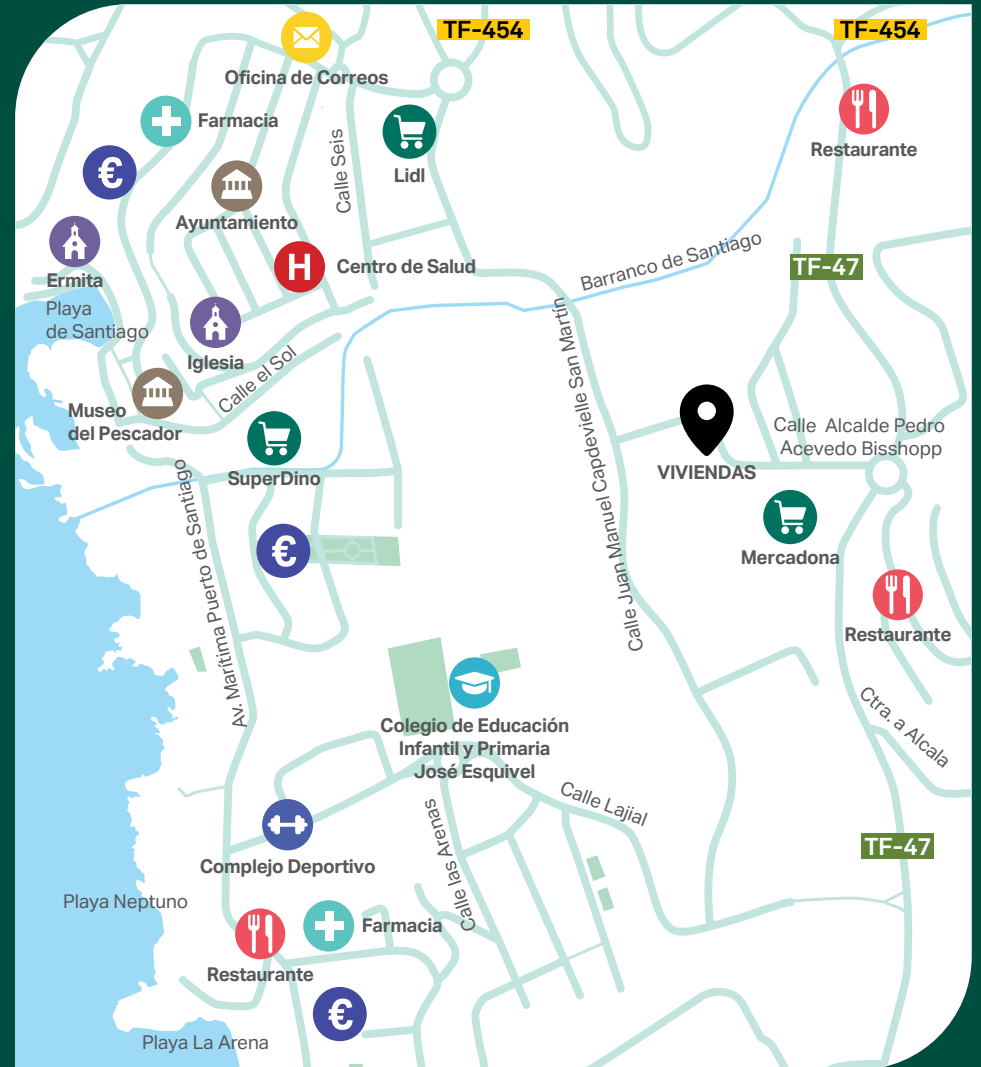 TF-454
TF-454
Oficina de Correos
Farmacia
Restaurante
Calle Seis
Lidl
€
Ayuntamiento
Barranco de Santiago
H
Centro de Salud
TF-47
Ermita
Playa
de Santiago
Iglesia
Calle el Sol
Calle Juan Manuel Capdevielle San Martín
Museo
del Pescador
Calle Alcalde Pedro
Acevedo Bisshopp
VIVIENDAS
SuperDino
Av. Marítima Puerto de Santiago
Mercadona
€
Restaurante
Colegio de Educación
Infantil y Primaria
José Esquivel
Ctra. a Alcala
Calle Lajial
Calle las Arenas
TF-47
Complejo Deportivo
Playa Neptuno
Farmacia
Restaurante
€
Playa La Arena